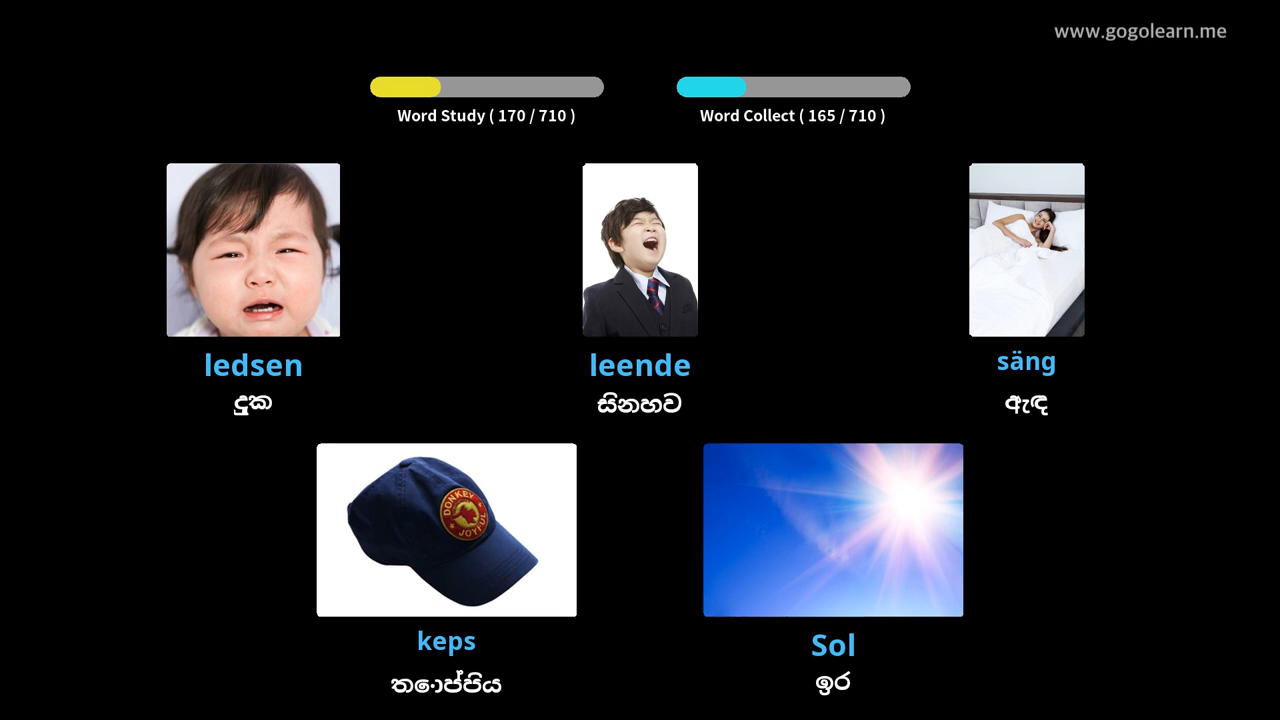 www.gogolearn.me
Word Study ( 170 / 710 )
Word Collect ( 165 / 710 )
ledsen
leende
säng
දුක
සිනහව
ඇඳ
DONKEY
JOYFUL
keps
Sol
තොප්පිය
ඉර